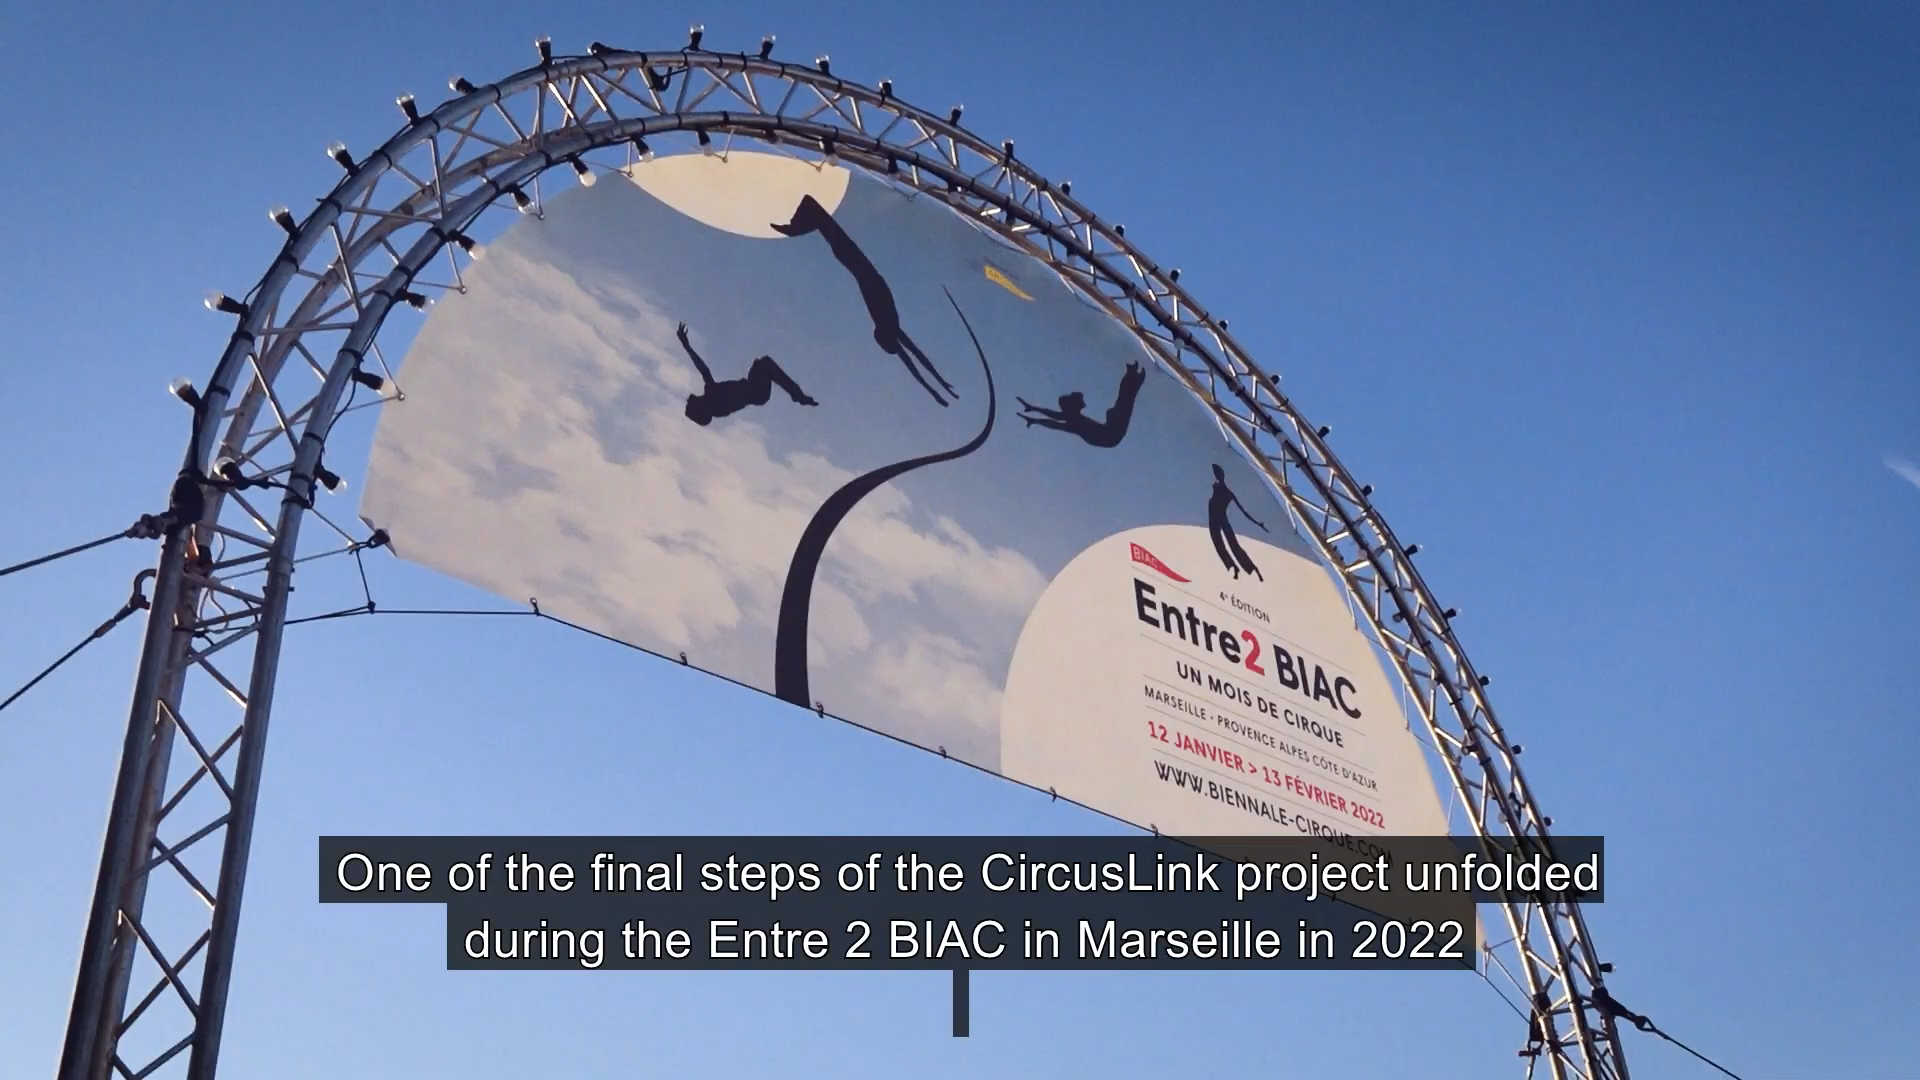 BIAC
4e ÉDITION
Entre2 BIAC
UN MOIS DE CIRQUE
MARSEILLE - PROVENCE ALPES CÔTE D'AZUR
12 JANVIER > 13 FÉVRIER 2022
WWW.BIENNALE-CIRQUE.COM
One of the final steps of the CircusLink project unfolded
during the Entre 2 BIAC in Marseille in 2022